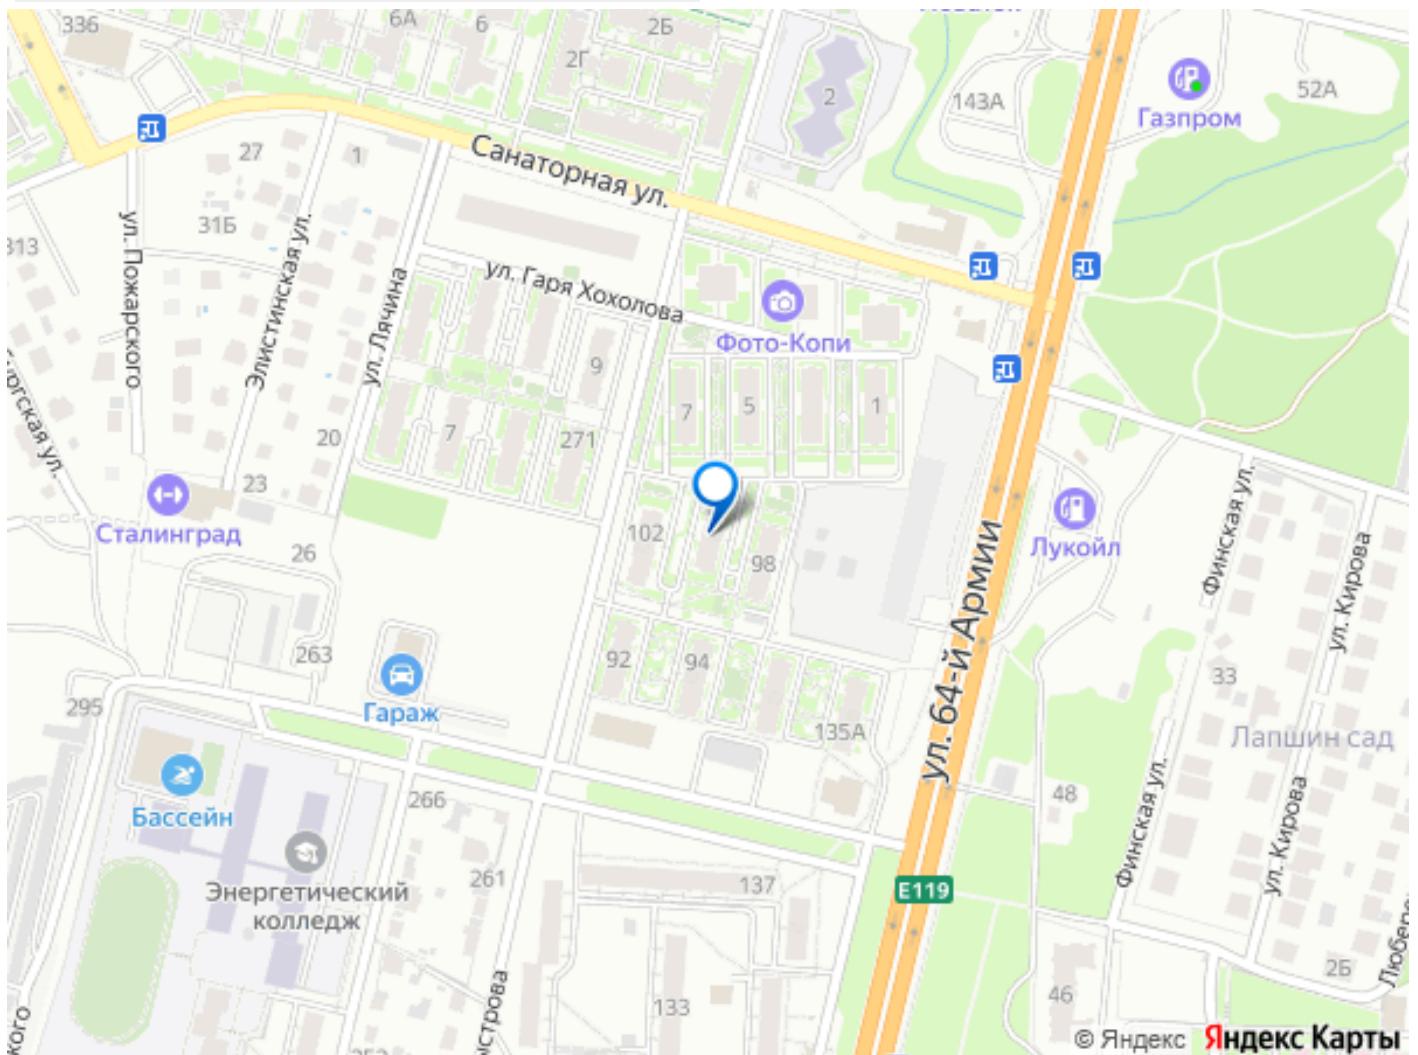 336
6А
6
2Б
2Г
2
143А
52А
Газпром
Санаторная ул.
27
1
31Б
313
ул. Пожарского
Элистинская ул.
ул. Лячина
ул. Гаря Хохолова
Фото-Копи
9
7
5
1
20
7
271
23
Сталинград
26
102
98
Лукойл
ул. 64-й Армии
Финская ул.
ул. Кирова
263
92
94
33
295
Гараж
135А
Лапшин сад
Бассейн
266
48
Финская ул.
ул. Кирова
Энергетический
колледж
261
137
E119
133
46
2Б
© Яндекс Яндекс Карты